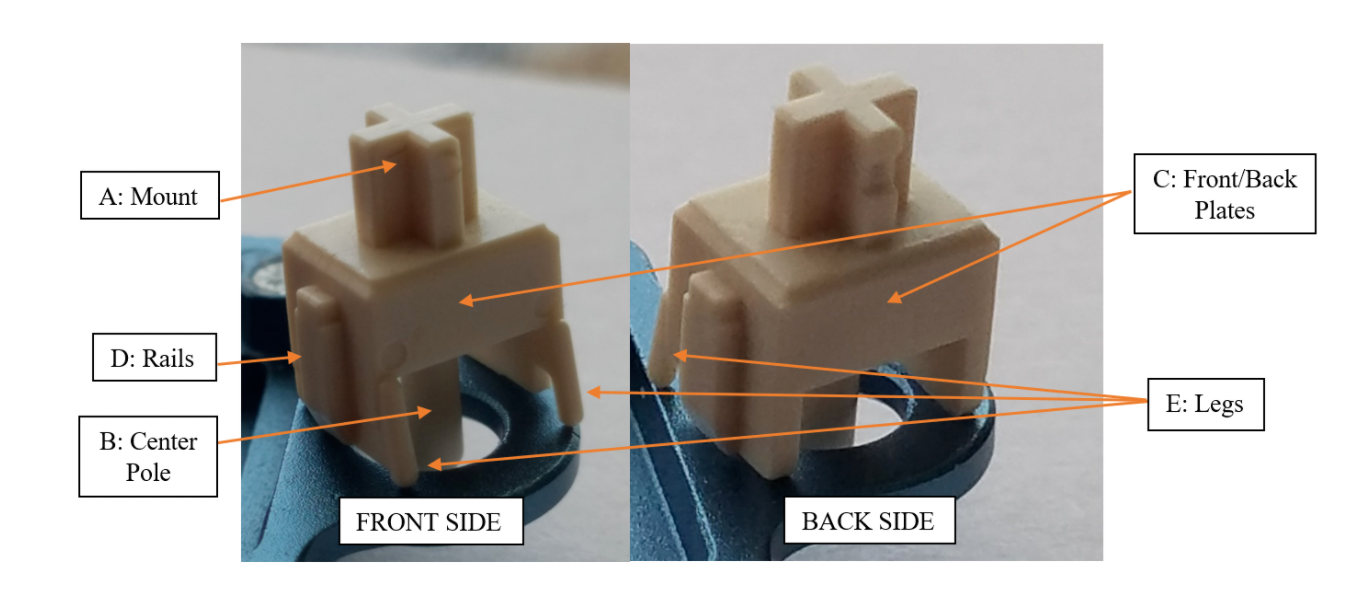 A: Mount
D: Rails
B: Center
Pole
C: Front/Back
Plates
E: Legs
FRONT SIDE
BACK SIDE